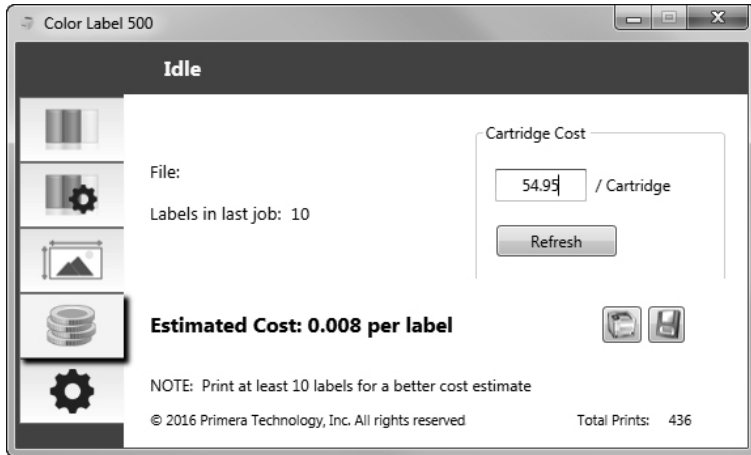 Color Label 500
Idle
Cartridge Cost
File:
54.95 / Cartridge
Labels in last job: 10
Refresh
Estimated Cost: 0.008 per label
NOTE: Print at least 10 labels for a better cost estimate
© 2016 Primera Technology, Inc. All rights reserved Total Prints: 436